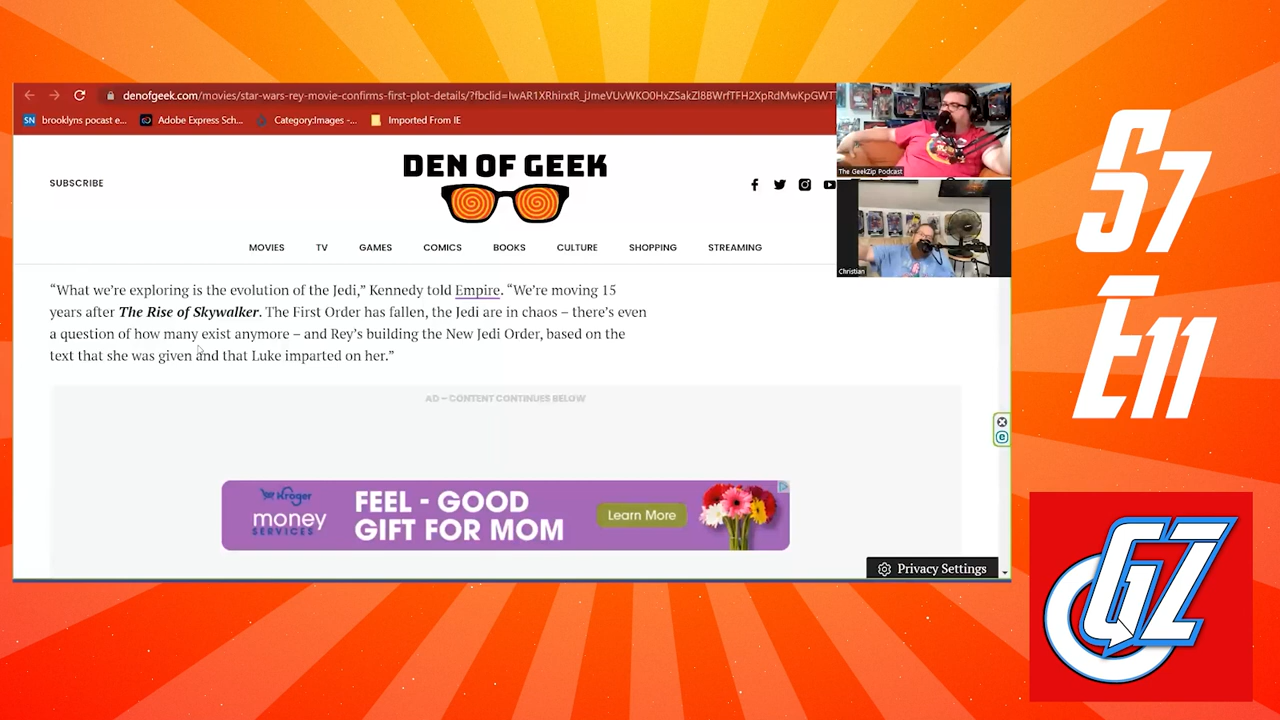 denofgeek.com/movies/star-wars-rey-movie-confirms-first-plot-details/?fbclid=IwAR1XRhirxtR_jJmeVUvWKO0HxZSakZl8BWrfTFH2XpRdMwKpGWT
SN brooklyns pocast e... Adobe Express Sch... Category:Images -... Imported From IE
The GeekZip Podcast
Christian
SUBSCRIBE
DEN OF GEEK
MOVIES TV GAMES COMICS BOOKS CULTURE SHOPPING STREAMING
“What we’re exploring is the evolution of the Jedi,” Kennedy told Empire. “We’re moving 15
years after The Rise of Skywalker. The First Order has fallen, the Jedi are in chaos – there’s even
a question of how many exist anymore – and Rey’s building the New Jedi Order, based on the
text that she was given and that Luke imparted on her.”
AD – CONTENT CONTINUES BELOW
Kroger
money
SERVICES
FEEL - GOOD
GIFT FOR MOM
Learn More
Privacy Settings
S7
E11
GZ